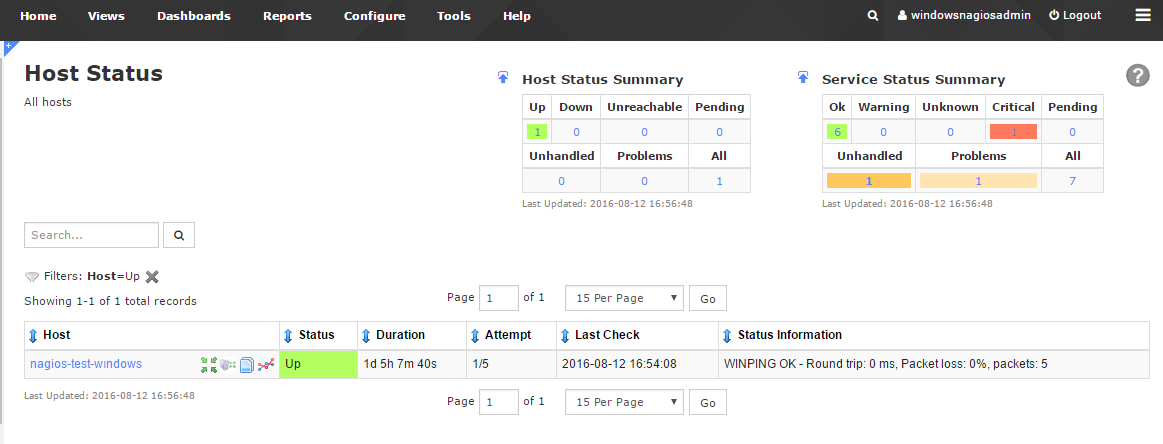 Home Views Dashboards Reports Configure Tools Help windowsnagiosadmin Logout
Host Status
All hosts
Host Status Summary
Up Down Unreachable Pending
1 0 0 0
Unhandled Problems All
0 0 1
Last Updated: 2016-08-12 16:56:48
Service Status Summary
Ok Warning Unknown Critical Pending
6 0 0 1 0
Unhandled Problems All
1 1 7
Last Updated: 2016-08-12 16:56:48
?
Search...
Filters: Host=Up
Showing 1-1 of 1 total records
Page 1 of 1 15 Per Page Go
Host Status Duration Attempt Last Check Status Information
nagios-test-windows Up 1d 5h 7m 40s 1/5 2016-08-12 16:54:08 WINPING OK - Round trip: 0 ms, Packet loss: 0%, packets: 5
Last Updated: 2016-08-12 16:56:48
Page 1 of 1 15 Per Page Go